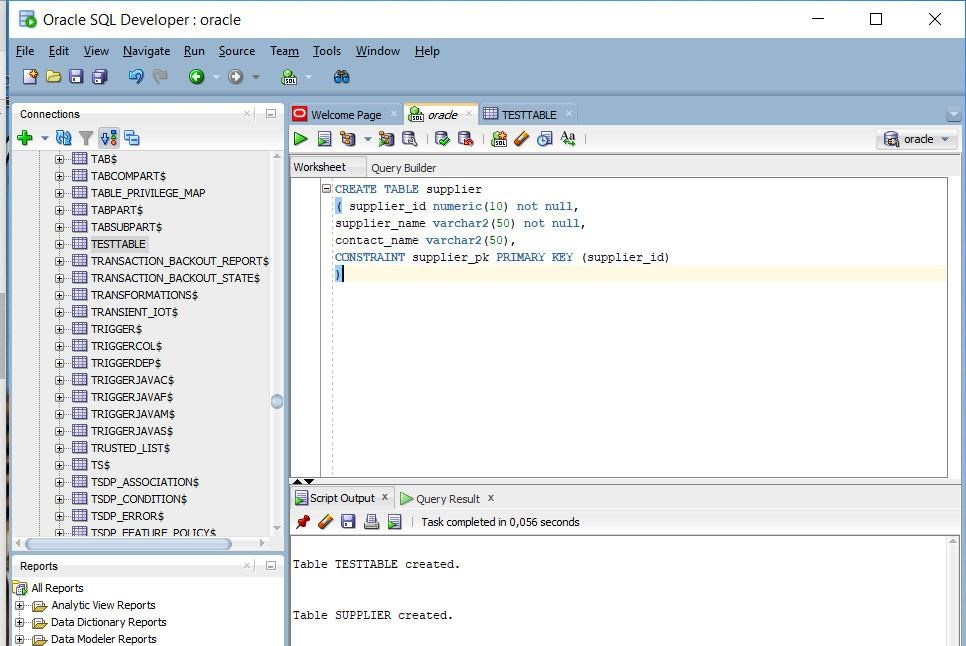 Oracle SQL Developer : oracle
File Edit View Navigate Run Source Team Tools Window Help
Connections
TAB$
TABCOMPART$
TABLE_PRIVILEGE_MAP
TABPART$
TABSUBPART$
TESTTABLE
TRANSACTION_BACKOUT_REPORT$
TRANSACTION_BACKOUT_STATE$
TRANSFORMATIONS$
TRANSIENT_IOT$
TRIGGER$
TRIGGERCOL$
TRIGGERDEP$
TRIGGERJAVAC$
TRIGGERJAVAF$
TRIGGERJAVAM$
TRIGGERJAVAS$
TRUSTED_LIST$
TS$
TSDP_ASSOCIATION$
TSDP_CONDITION$
TSDP_ERROR$
TSDP_FEATURE_POLICY$
Reports
All Reports
Analytic View Reports
Data Dictionary Reports
Data Modeler Reports
Welcome Page oracle TESTTABLE
oracle
Worksheet Query Builder
CREATE TABLE supplier
( supplier_id numeric(10) not null,
supplier_name varchar2(50) not null,
contact_name varchar2(50),
CONSTRAINT supplier_pk PRIMARY KEY (supplier_id)
)
Script Output Query Result
Task completed in 0,056 seconds
Table TESTTABLE created.
Table SUPPLIER created.